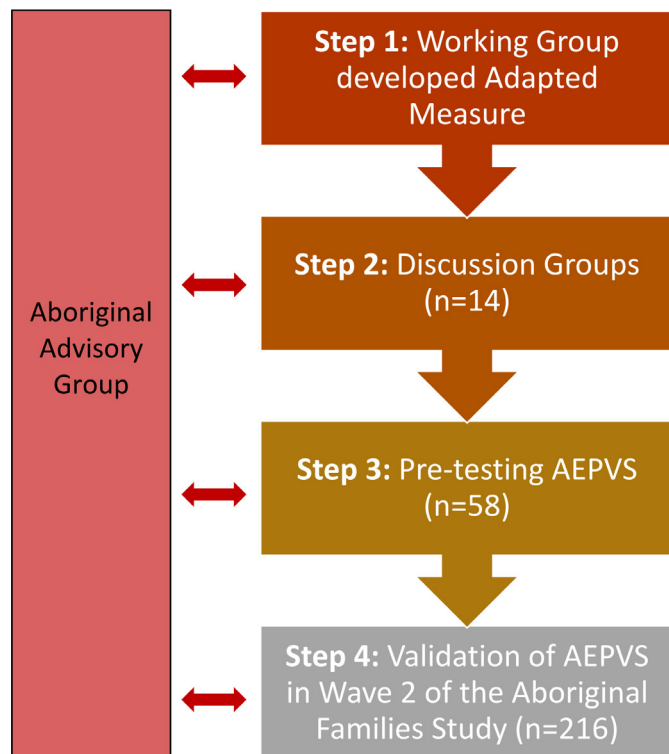 Aboriginal
Advisory
Group
Step 1: Working Group
developed Adapted
Measure
Step 2: Discussion Groups
(n=14)
Step 3: Pre-testing AEPVS
(n=58)
Step 4: Validation of AEPVS
in Wave 2 of the Aboriginal
Families Study (n=216)